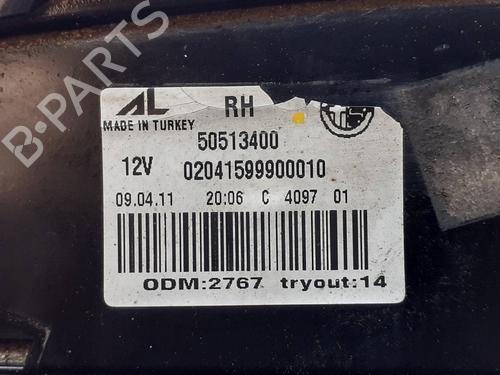 B-PARTS
AL RH
MADE IN TURKEY
50513400
12V 02041599900010
09.04.11 20:06 C 4097 01
ODM:2767 tryout:14